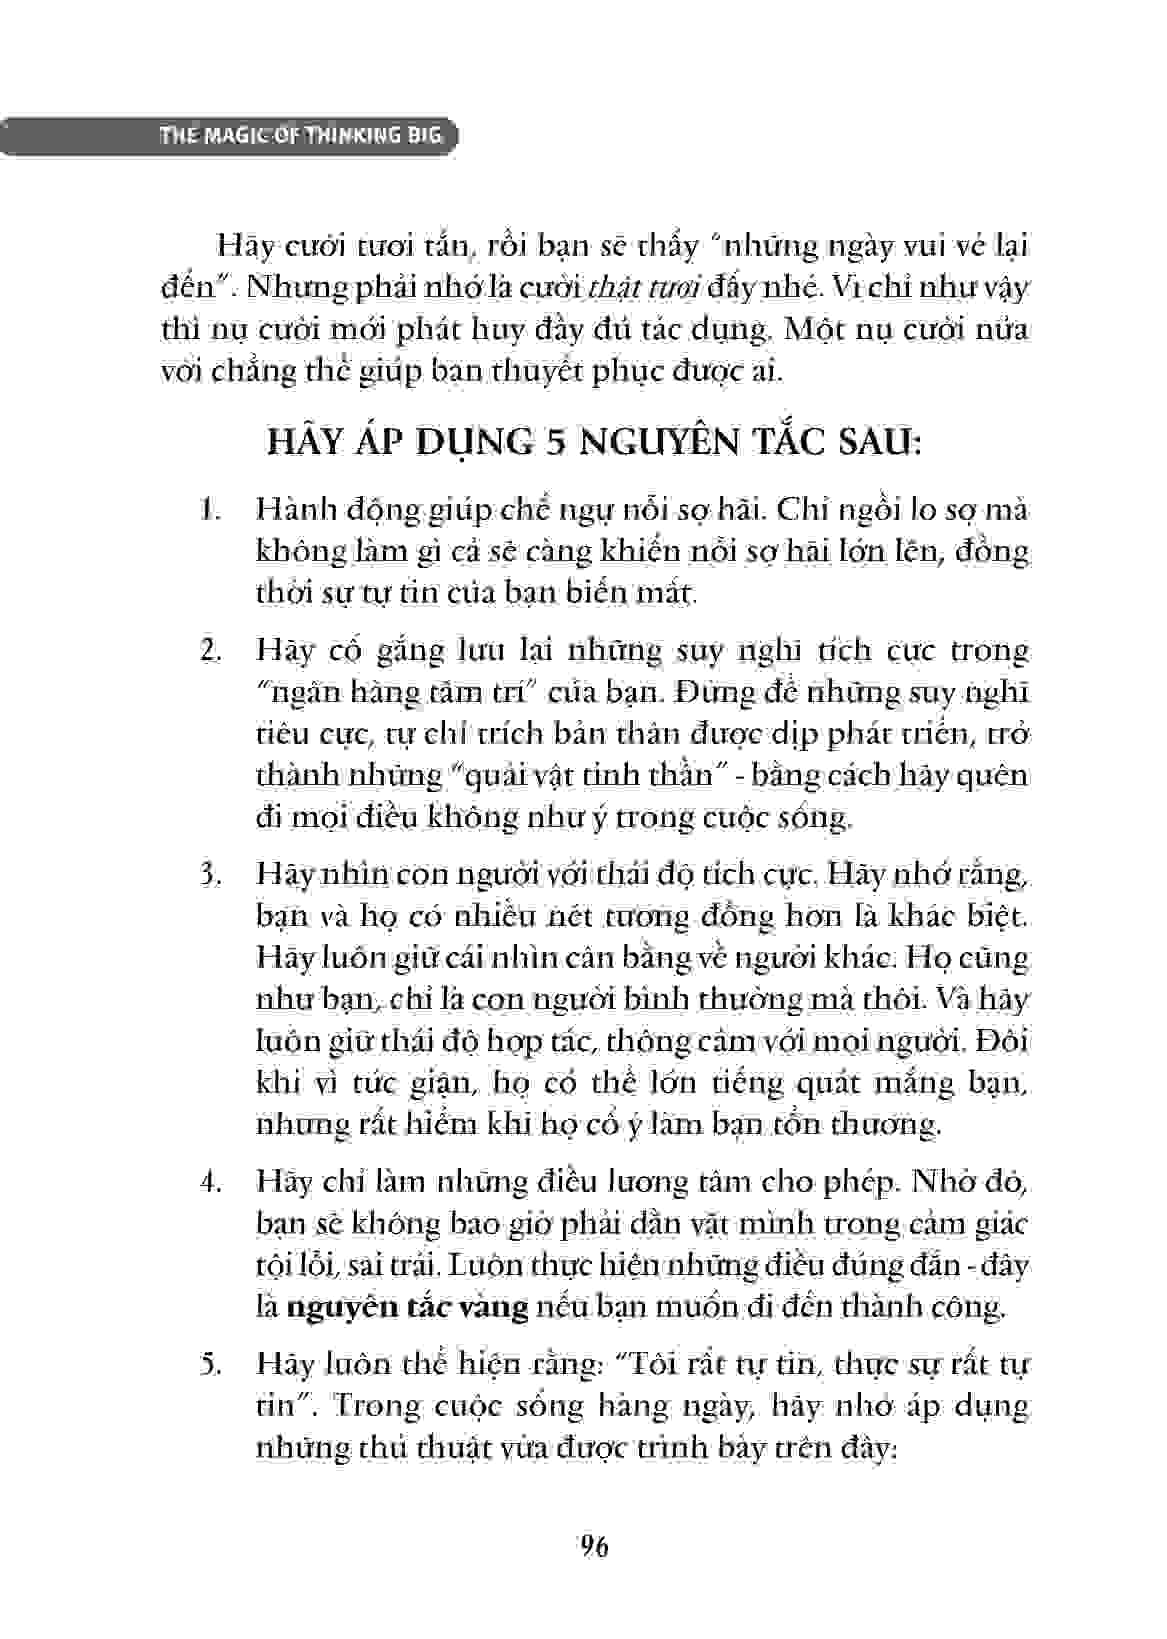 THE MAGIC OF THINKING BIG
Hãy cười tươi tắn, rồi bạn sẽ thấy "những ngày vui vẻ lại
đến". Nhưng phải nhớ là cười thật tươi đấy nhé. Vì chỉ như vậy
thì nụ cười mới phát huy đầy đủ tác dụng. Một nụ cười nửa
vời chẳng thể giúp bạn thuyết phục được ai.
HÃY ÁP DỤNG 5 NGUYÊN TẮC SAU:
1. Hành động giúp chế ngự nỗi sợ hãi. Chỉ ngồi lo sợ mà
không làm gì cả sẽ càng khiến nỗi sợ hãi lớn lên, đồng
thời sự tự tin của bạn biến mất.
2. Hãy cố gắng lưu lại những suy nghĩ tích cực trong
"ngân hàng tâm trí" của bạn. Đừng để những suy nghĩ
tiêu cực, tự chỉ trích bản thân được dịp phát triển, trở
thành những "quái vật tinh thần" - bằng cách hãy quên
đi mọi điều không như ý trong cuộc sống.
3. Hãy nhìn con người với thái độ tích cực. Hãy nhớ rằng,
bạn và họ có nhiều nét tương đồng hơn là khác biệt.
Hãy luôn giữ cái nhìn cân bằng về người khác. Họ cũng
như bạn, chỉ là con người bình thường mà thôi. Và hãy
luôn giữ thái độ hợp tác, thông cảm với mọi người. Đôi
khi vì tức giận, họ có thể lớn tiếng quát mắng bạn,
nhưng rất hiếm khi họ cố ý làm bạn tổn thương.
4. Hãy chỉ làm những điều lương tâm cho phép. Nhờ đó,
bạn sẽ không bao giờ phải dằn vặt mình trong cảm giác
tội lỗi, sai trái. Luôn thực hiện những điều đúng đắn - đây
là nguyên tắc vàng nếu bạn muốn đi đến thành công.
5. Hãy luôn thể hiện rằng: "Tôi rất tự tin, thực sự rất tự
tin". Trong cuộc sống hàng ngày, hãy nhớ áp dụng
những thủ thuật vừa được trình bày trên đây:
96